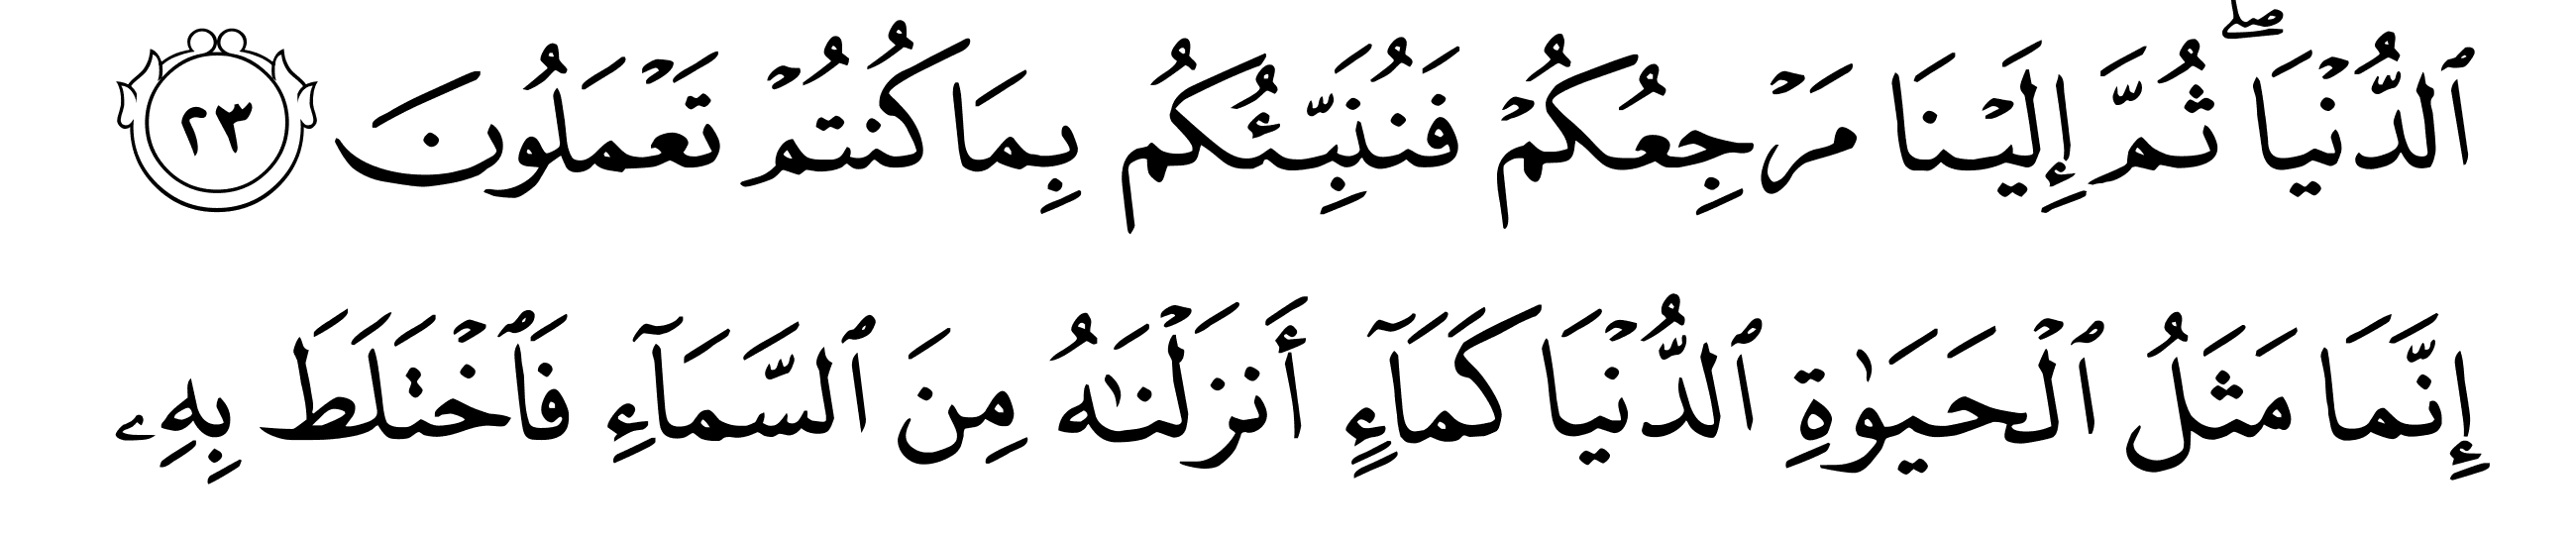 ٱلدُّنْيَا ۖ ثُمَّ إِلَيْنَا مَرْجِعُكُمْ فَنُنَبِّئُكُم بِمَا كُنتُمْ تَعْمَلُونَ ٢٣
إِنَّمَا مَثَلُ ٱلْحَيَوٰةِ ٱلدُّنْيَا كَمَآءٍ أَنزَلْنَـٰهُ مِنَ ٱلسَّمَآءِ فَٱخْتَلَطَ بِهِۦ